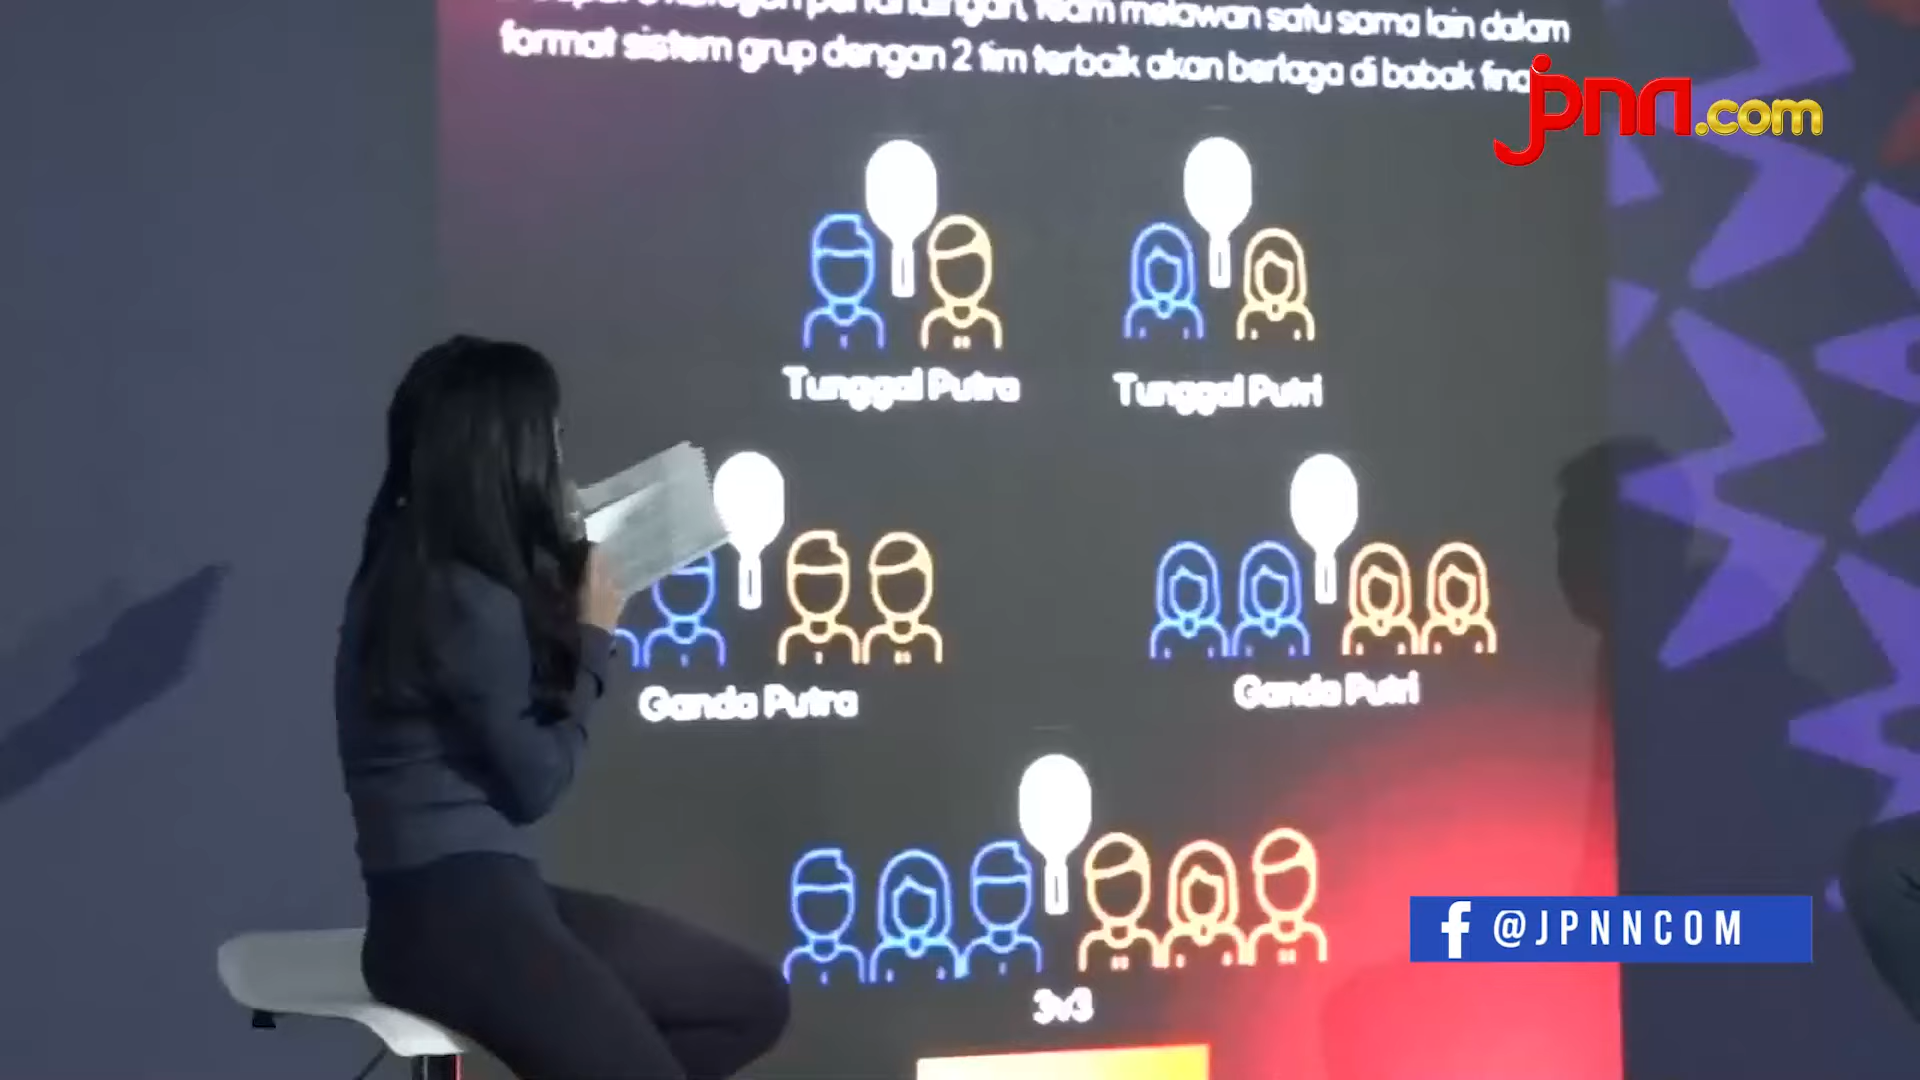 melawan satu sama lain dalam
format sistem grup dengan 2 tim terbaik akan berlaga di babak
jpnn.com
Tunggal Putra
Tunggal Putri
Ganda Putra
Ganda Putri
@JPNNCOM
3v3